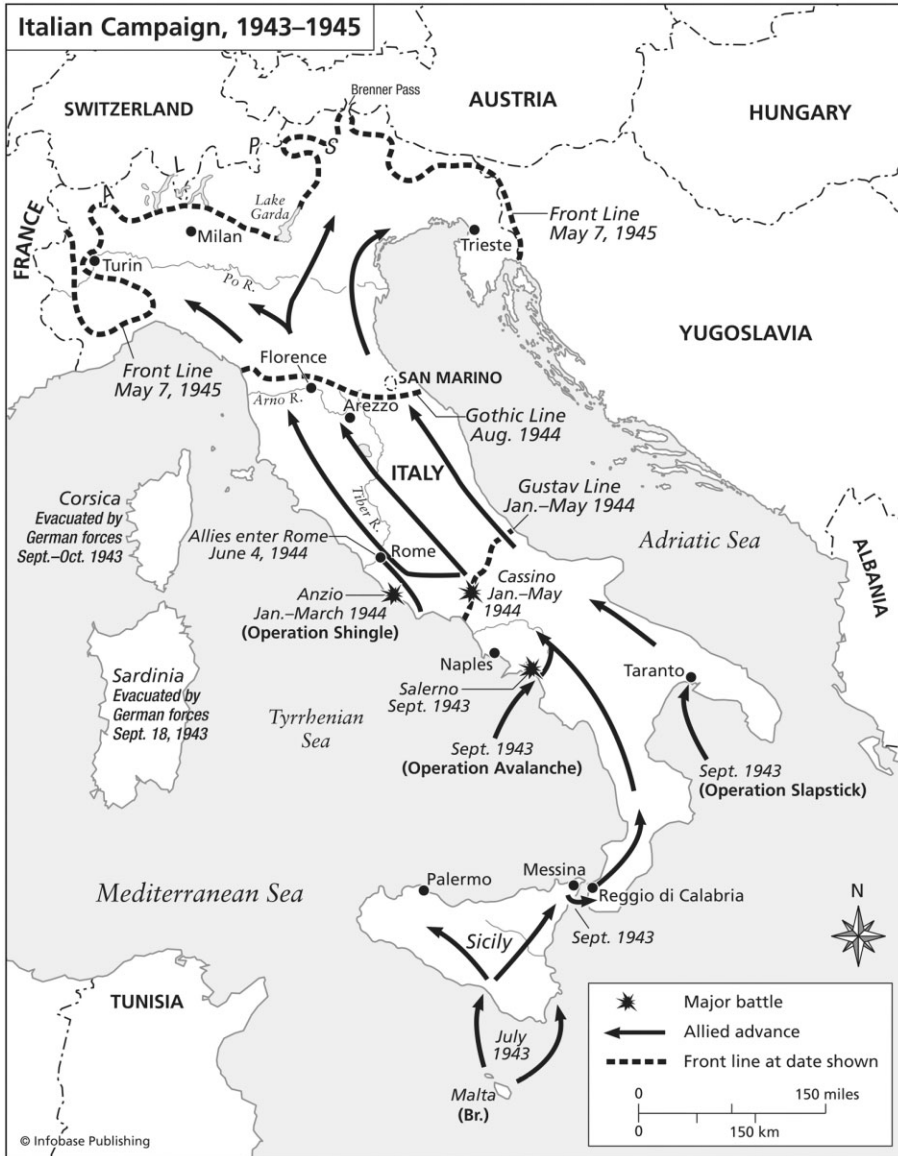 Italian Campaign, 1943–1945
Brenner Pass
SWITZERLAND
AUSTRIA
HUNGARY
A L P S
Lake
Garda
FRANCE
Milan
Trieste
Front Line
May 7, 1945
Turin
Po R.
YUGOSLAVIA
Front Line
May 7, 1945
Florence
SAN MARINO
Arno R.
Arezzo
Gothic Line
Aug. 1944
ITALY
Gustav Line
Jan.–May 1944
Tiber R.
Corsica
Evacuated by
German forces
Sept.–Oct. 1943
Allies enter Rome
June 4, 1944
Rome
Adriatic Sea
ALBANIA
Anzio
Jan.–March 1944
(Operation Shingle)
Cassino
Jan.–May
1944
Naples
Taranto
Sardinia
Evacuated by
German forces
Sept. 18, 1943
Salerno
Sept. 1943
Tyrrhenian
Sea
Sept. 1943
(Operation Avalanche)
Sept. 1943
(Operation Slapstick)
Mediterranean Sea
Palermo
Messina
Reggio di Calabria
Sicily
Sept. 1943
N
TUNISIA
July
1943
Malta
(Br.)
Major battle
Allied advance
Front line at date shown
0 150 miles
0 150 km
© Infobase Publishing